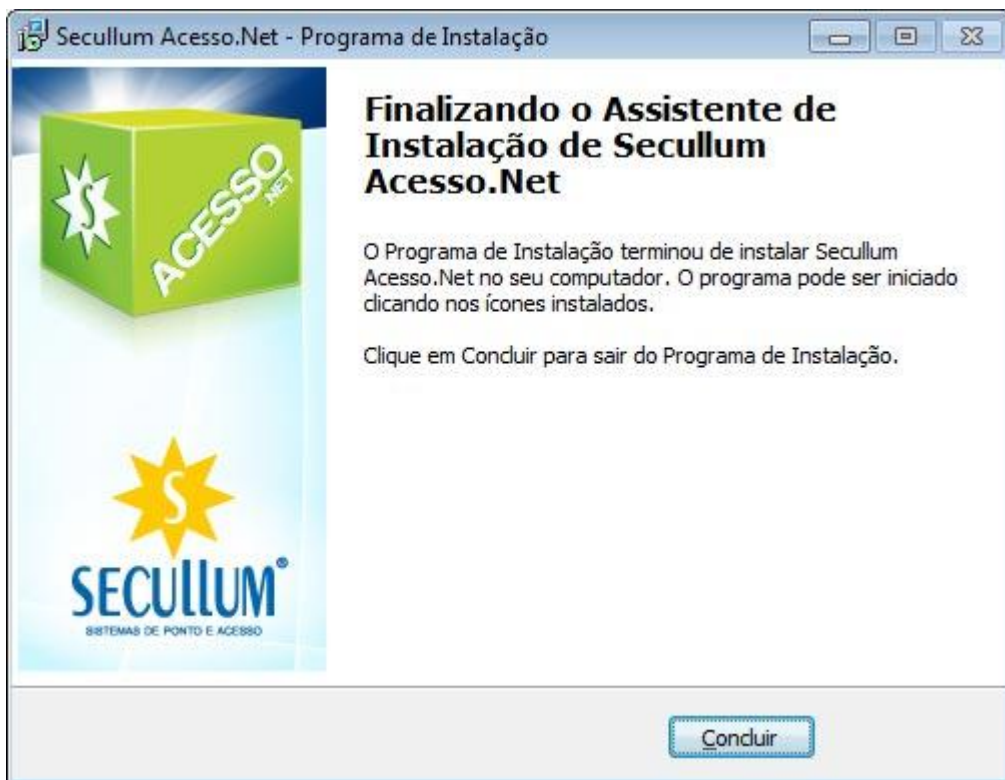 Secullum Acesso.Net - Programa de Instalação
S
ACESSO
.NET
Finalizando o Assistente de
Instalação de Secullum
Acesso.Net
O Programa de Instalação terminou de instalar Secullum
Acesso.Net no seu computador. O programa pode ser iniciado
clicando nos ícones instalados.
Clique em Concluir para sair do Programa de Instalação.
S
SECULLUM®
SISTEMAS DE PONTO E ACESSO
Concluir